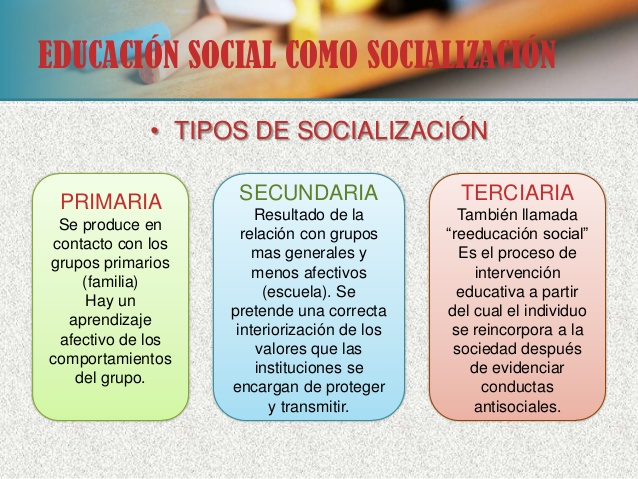 EDUCACIÓN SOCIAL COMO SOCIALIZACIÓN
• TIPOS DE SOCIALIZACIÓN
PRIMARIA
Se produce en
contacto con los
grupos primarios
(familia)
Hay un
aprendizaje
afectivo de los
comportamientos
del grupo.
SECUNDARIA
Resultado de la
relación con grupos
mas generales y
menos afectivos
(escuela). Se
pretende una correcta
interiorización de los
valores que las
instituciones se
encargan de proteger
y transmitir.
TERCIARIA
También llamada
“reeducación social”
Es el proceso de
intervención
educativa a partir
del cual el individuo
se reincorpora a la
sociedad después
de evidenciar
conductas
antisociales.